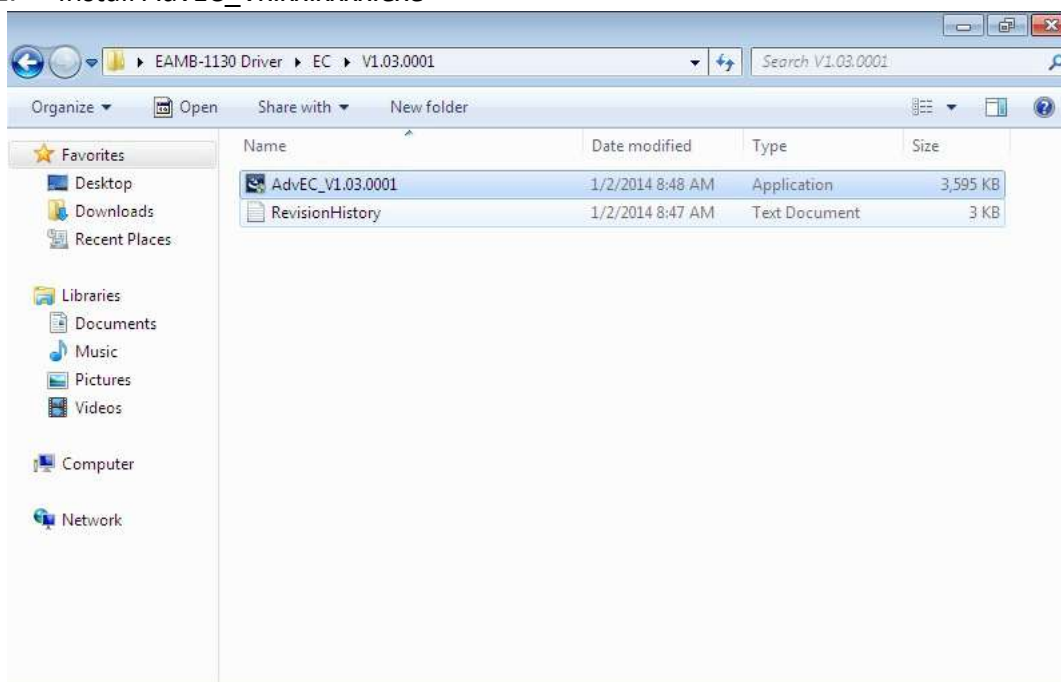 EAMB-1130 Driver EC V1.03.0001 Search V1.03.0001
Organize Open Share with New folder
Name Date modified Type Size
Favorites
Desktop
Downloads
Recent Places
Libraries
Documents
Music
Pictures
Videos
Computer
Network
AdvEC_V1.03.0001 1/2/2014 8:48 AM Application 3,595 KB
RevisionHistory 1/2/2014 8:47 AM Text Document 3 KB